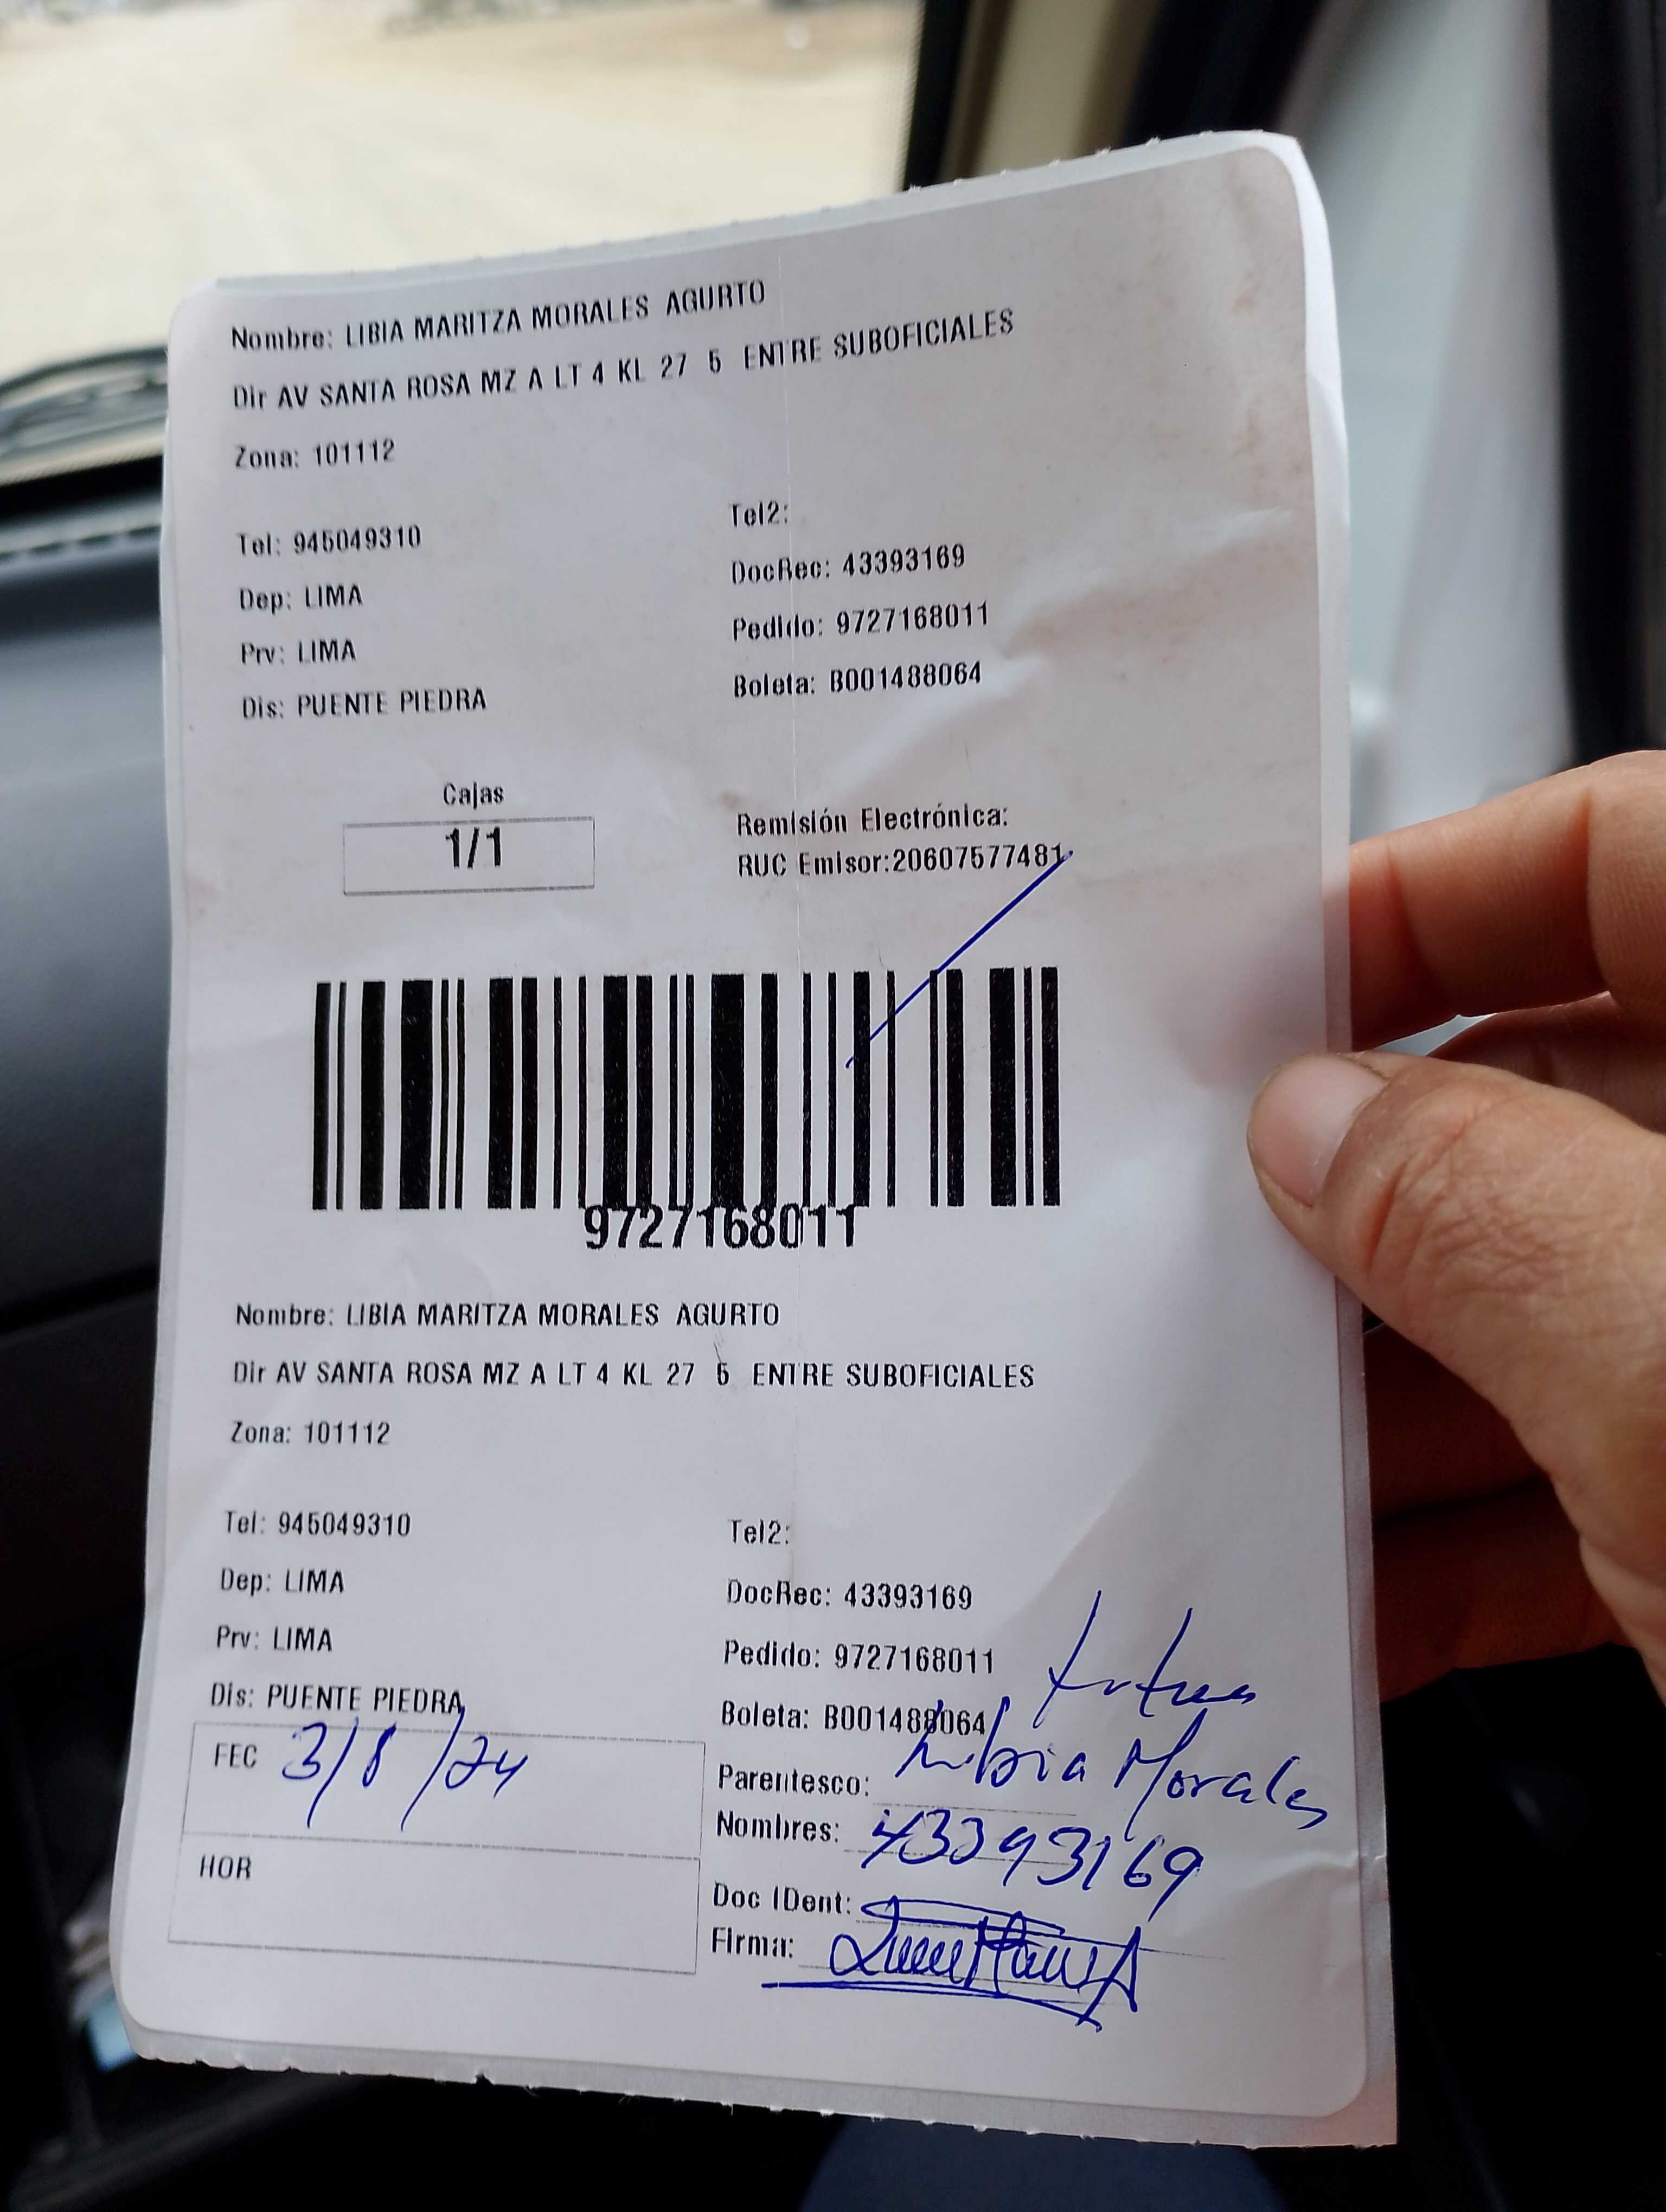 Nombre: LIBIA MARITZA MORALES AGURTO
Dir AV SANTA ROSA MZ A LT 4 KL 27 5 ENTRE SUBOFICIALES
Zona: 101112
Tel: 945049310
Tel2:
Dep: LIMA
DocRec: 43393169
Prv: LIMA
Pedido: 9727168011
Dis: PUENTE PIEDRA
Boleta: B001488064
Cajas
1/1
Remisión Electrónica:
RUC Emisor:20607577481
9727168011
Nombre: LIBIA MARITZA MORALES AGURTO
Dir AV SANTA ROSA MZ A LT 4 KL 27 5 ENTRE SUBOFICIALES
Zona: 101112
Tel: 945049310
Tel2:
Dep: LIMA
DocRec: 43393169
Prv: LIMA
Pedido: 9727168011
Dis: PUENTE PIEDRA
Boleta: B001488064
FEC 3/8/24
Parentesco:
Libia Morales
Nombres: 43393169
HOR
Doc IDent:
Firma: